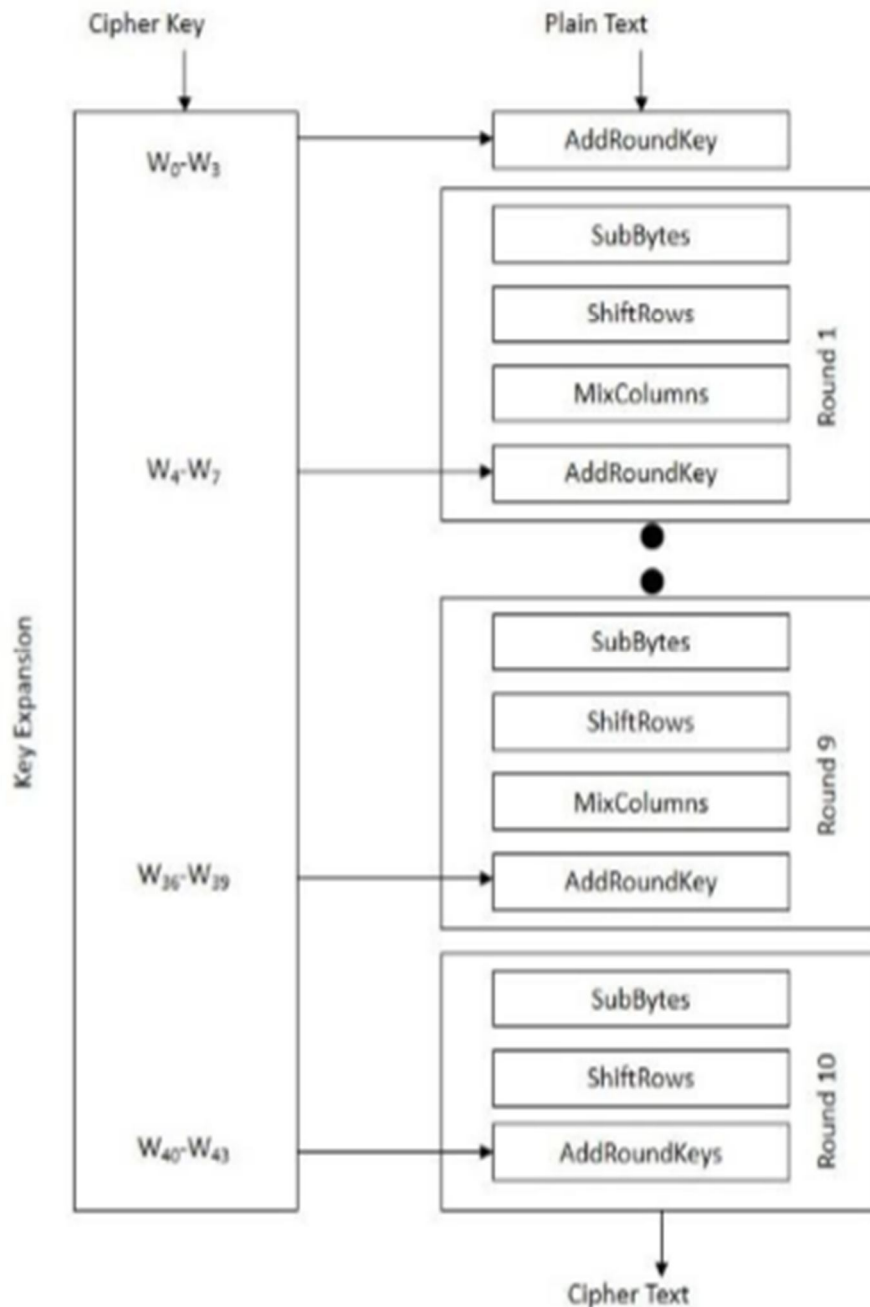 Cipher Key
Plain Text
W₀-W₃
AddRoundKey
SubBytes
ShiftRows
MixColumns
W₄-W₇
AddRoundKey
Round 1
Key Expansion
SubBytes
ShiftRows
MixColumns
W₃₆-W₃₉
AddRoundKey
Round 9
SubBytes
ShiftRows
W₄₀-W₄₃
AddRoundKeys
Round 10
Cipher Text